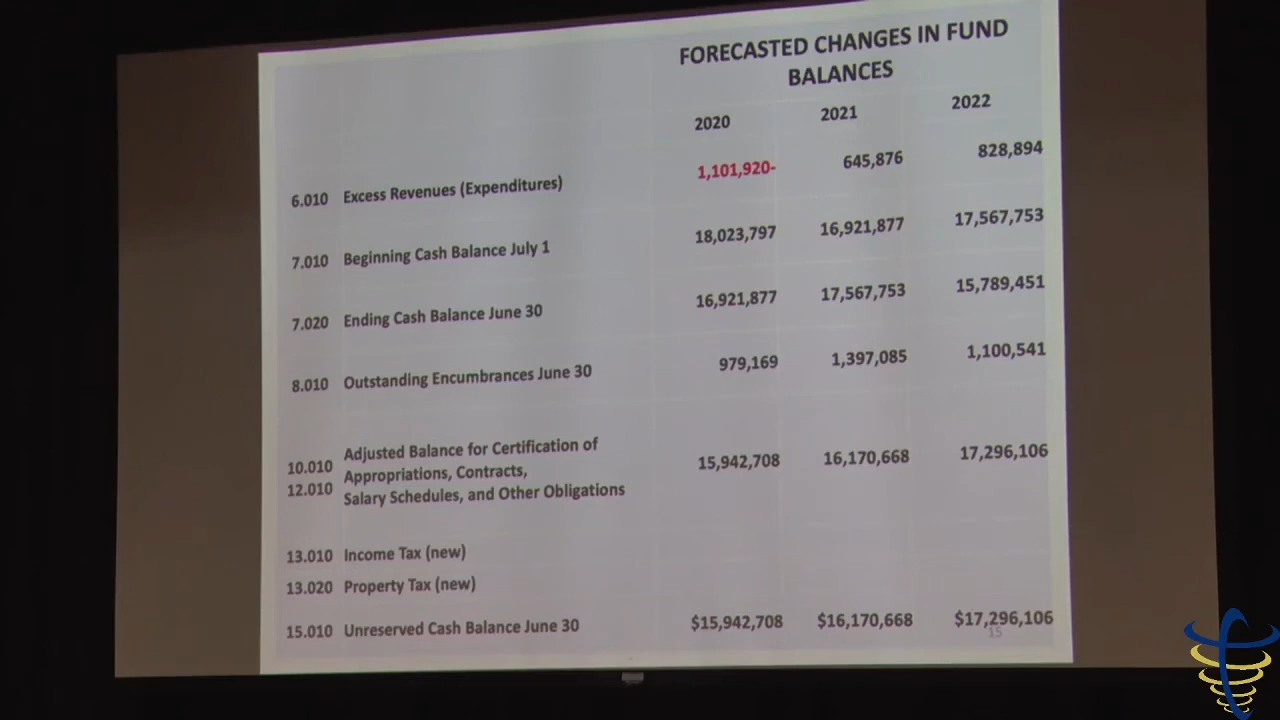 FORECASTED CHANGES IN FUND
BALANCES
2020 2021 2022
6.010 Excess Revenues (Expenditures) 1,101,920- 645,876 828,894
7.010 Beginning Cash Balance July 1 18,023,797 16,921,877 17,567,753
7.020 Ending Cash Balance June 30 16,921,877 17,567,753 15,789,451
8.010 Outstanding Encumbrances June 30 979,169 1,397,085 1,100,541
10.010 Adjusted Balance for Certification of
Appropriations, Contracts, 15,942,708 16,170,668 17,296,106
12.010 Salary Schedules, and Other Obligations
13.010 Income Tax (new)
13.020 Property Tax (new)
15.010 Unreserved Cash Balance June 30 $15,942,708 $16,170,668 $17,296,106
15